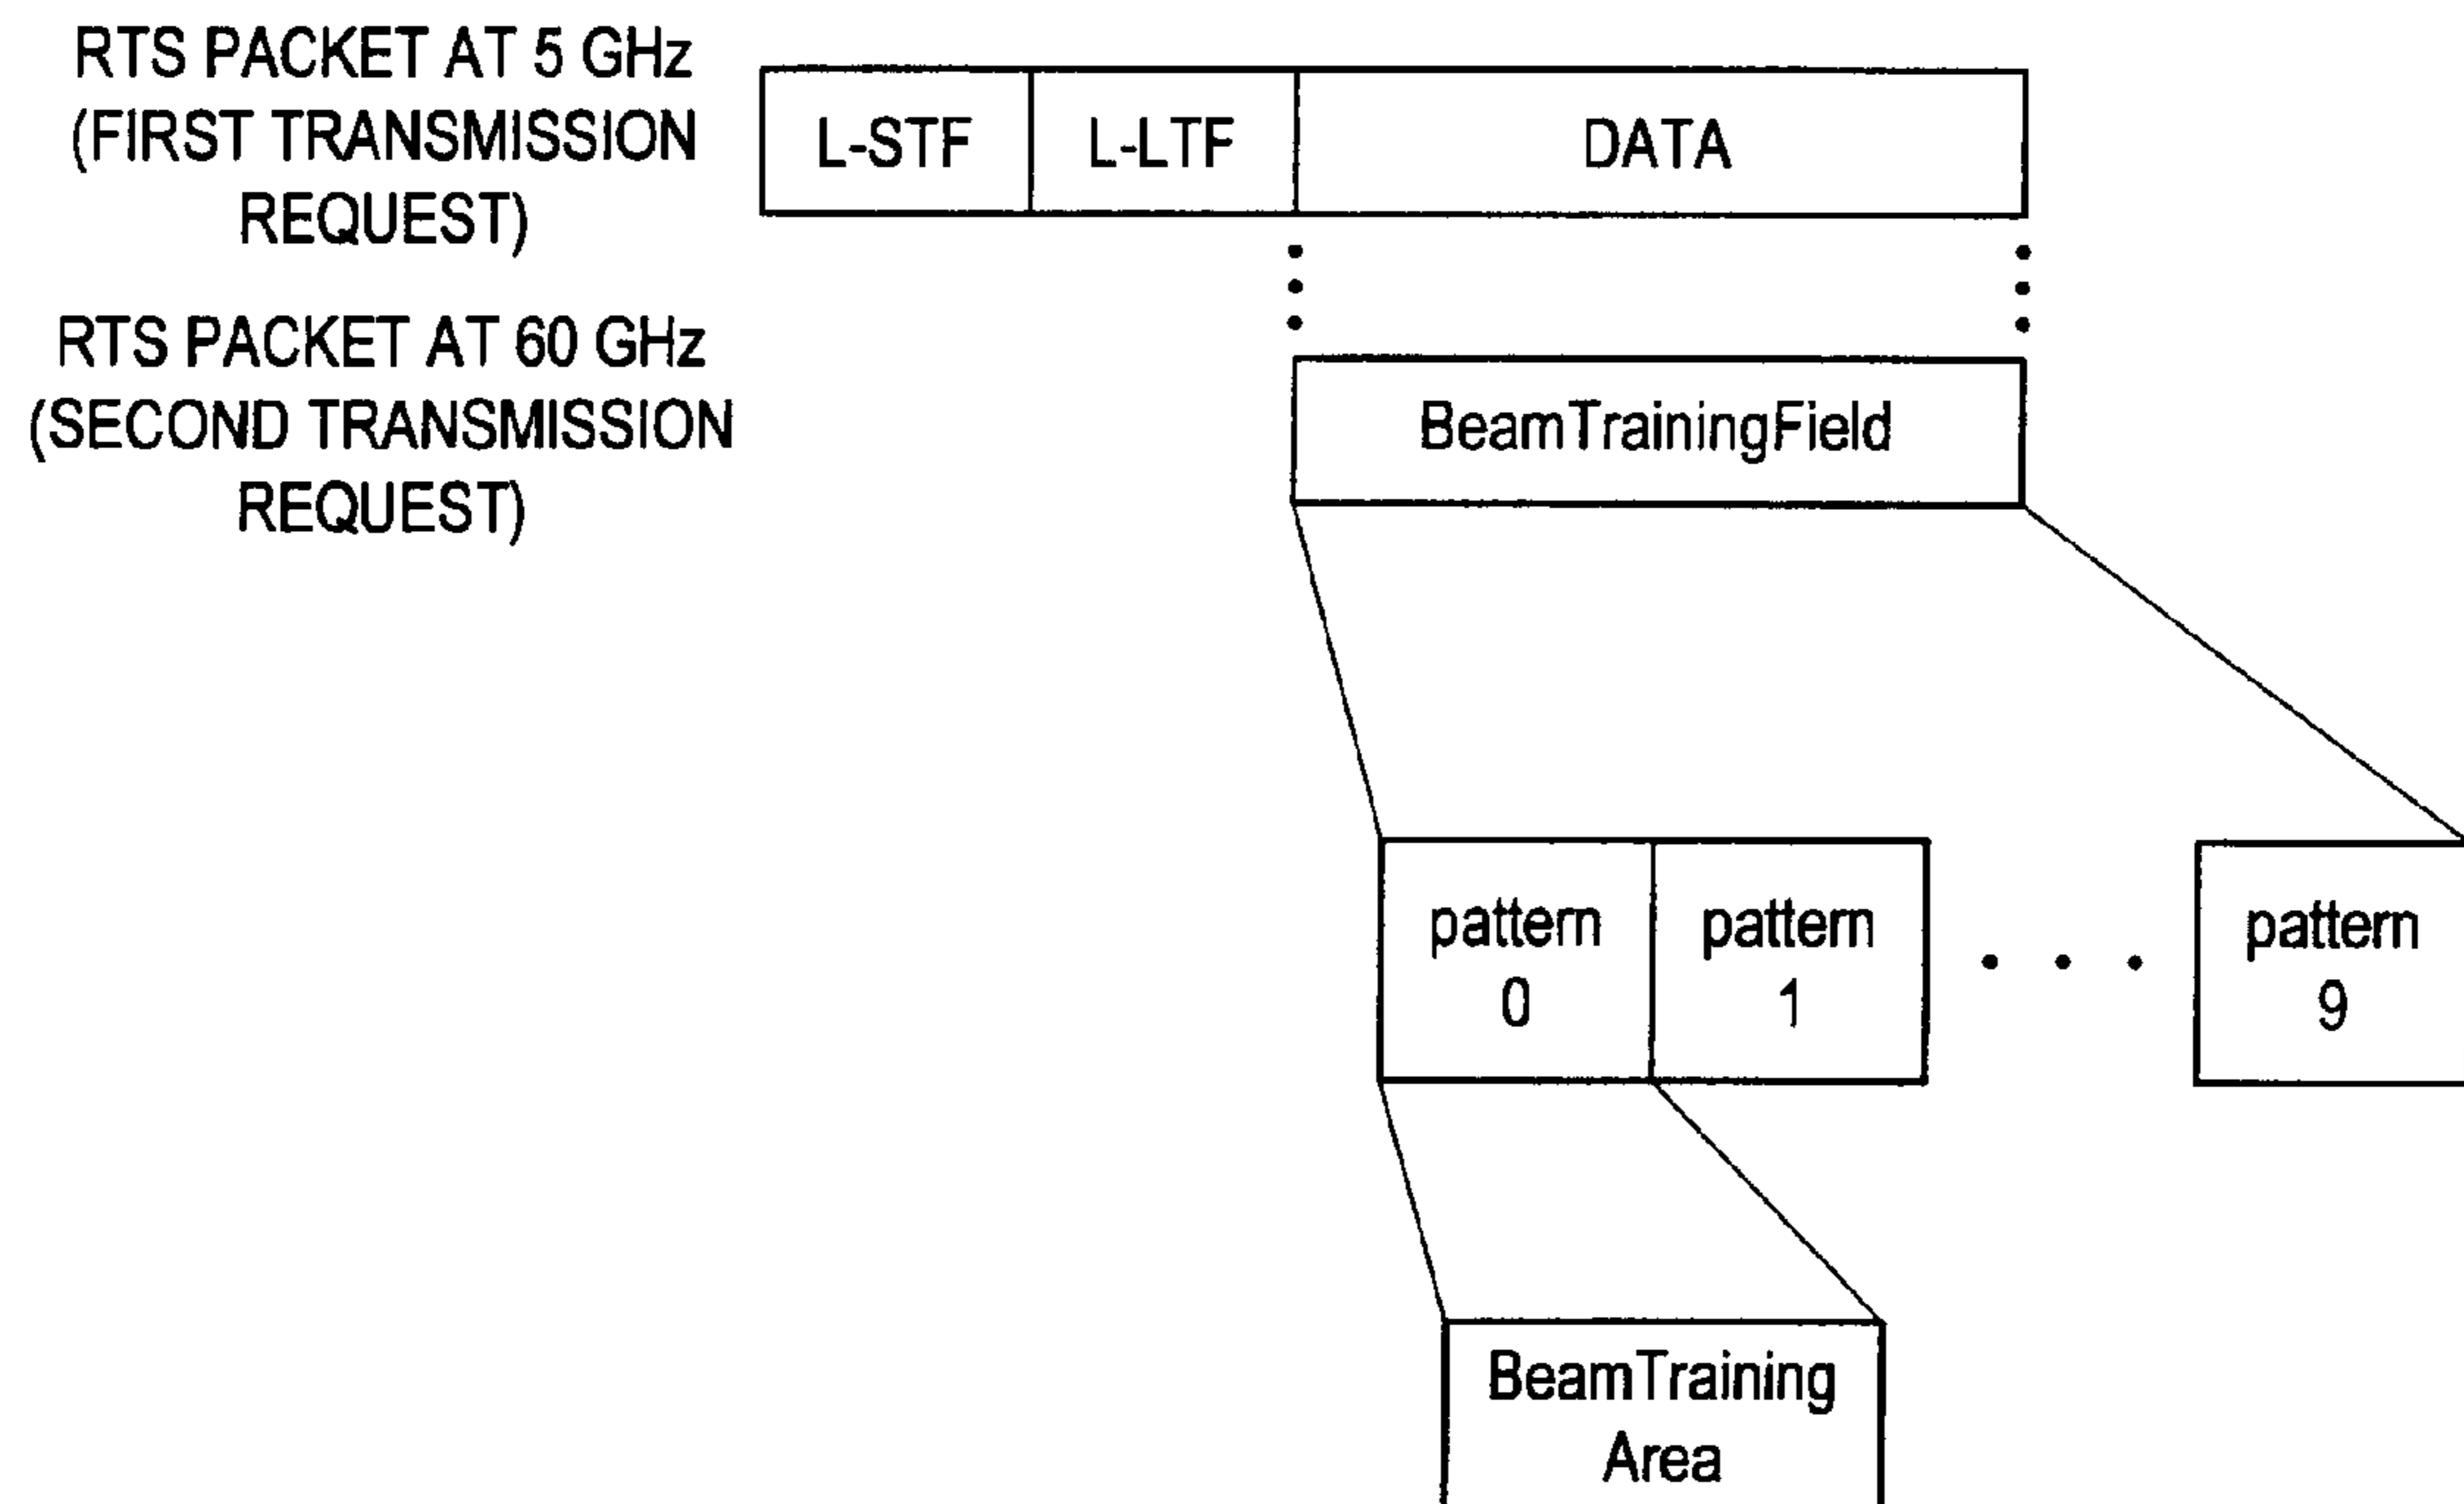 RTS PACKET AT 5 GHz
(FIRST TRANSMISSION
REQUEST)
L-STF
L-LTF
DATA
RTS PACKET AT 60 GHz
(SECOND TRANSMISSION
REQUEST)
BeamTrainingField
pattern
0
pattern
1
pattern
9
BeamTraining
Area